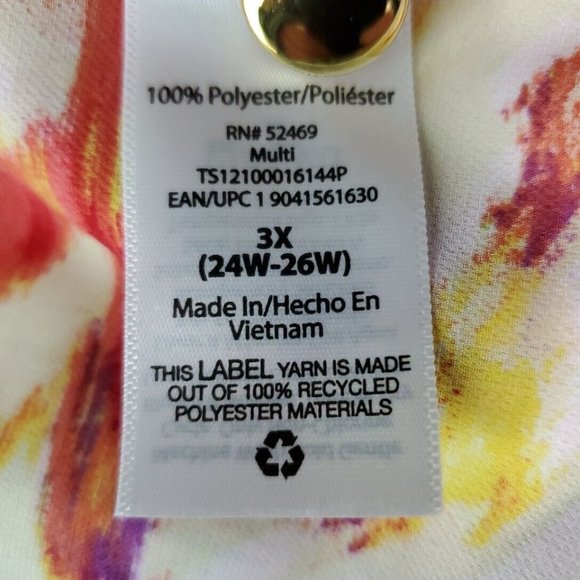 100% Polyester/Poliéster
RN# 52469
Multi
TS12100016144P
EAN/UPC 1 9041561630
3X
(24W-26W)
Made In/Hecho En
Vietnam
THIS LABEL YARN IS MADE
OUT OF 100% RECYCLED
POLYESTER MATERIALS